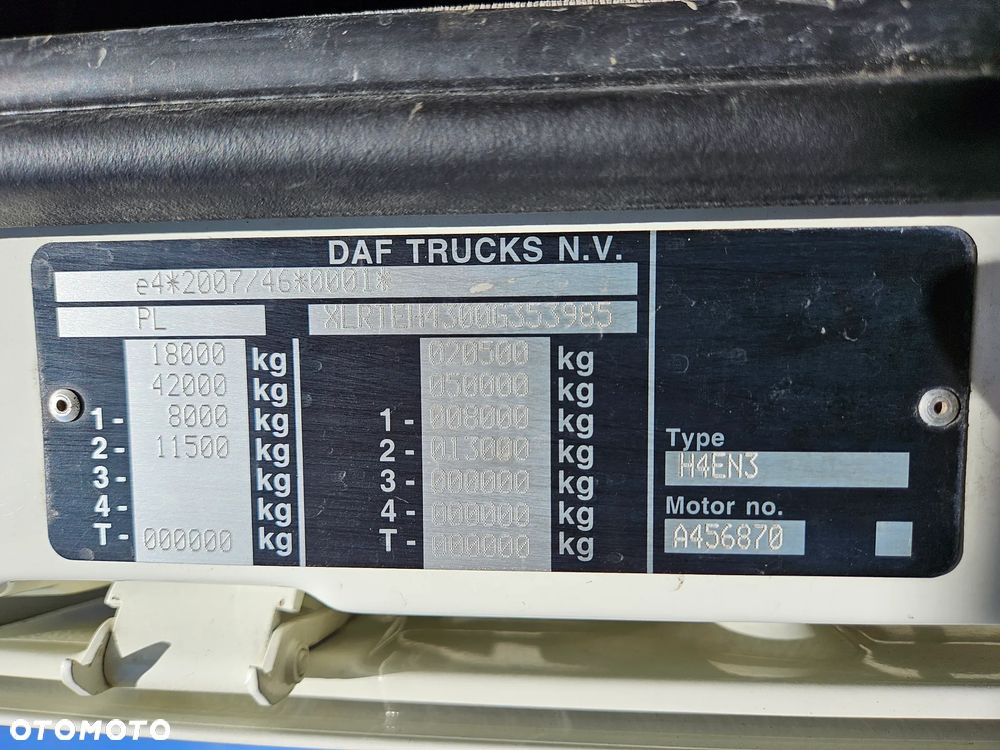 DAF TRUCKS N.V.
e4*2007/46*0001*
PL XLRTEH4300G353985
18000 kg 020500 kg
42000 kg 050000 kg
1- 8000 kg 1- 008000 kg
2- 11500 kg 2- 013000 kg
3- kg 3- 000000 kg
4- kg 4- 000000 kg
T- 000000 kg T- 000000 kg
Type
H4EN3
Motor no.
A456870
OTOMOTO